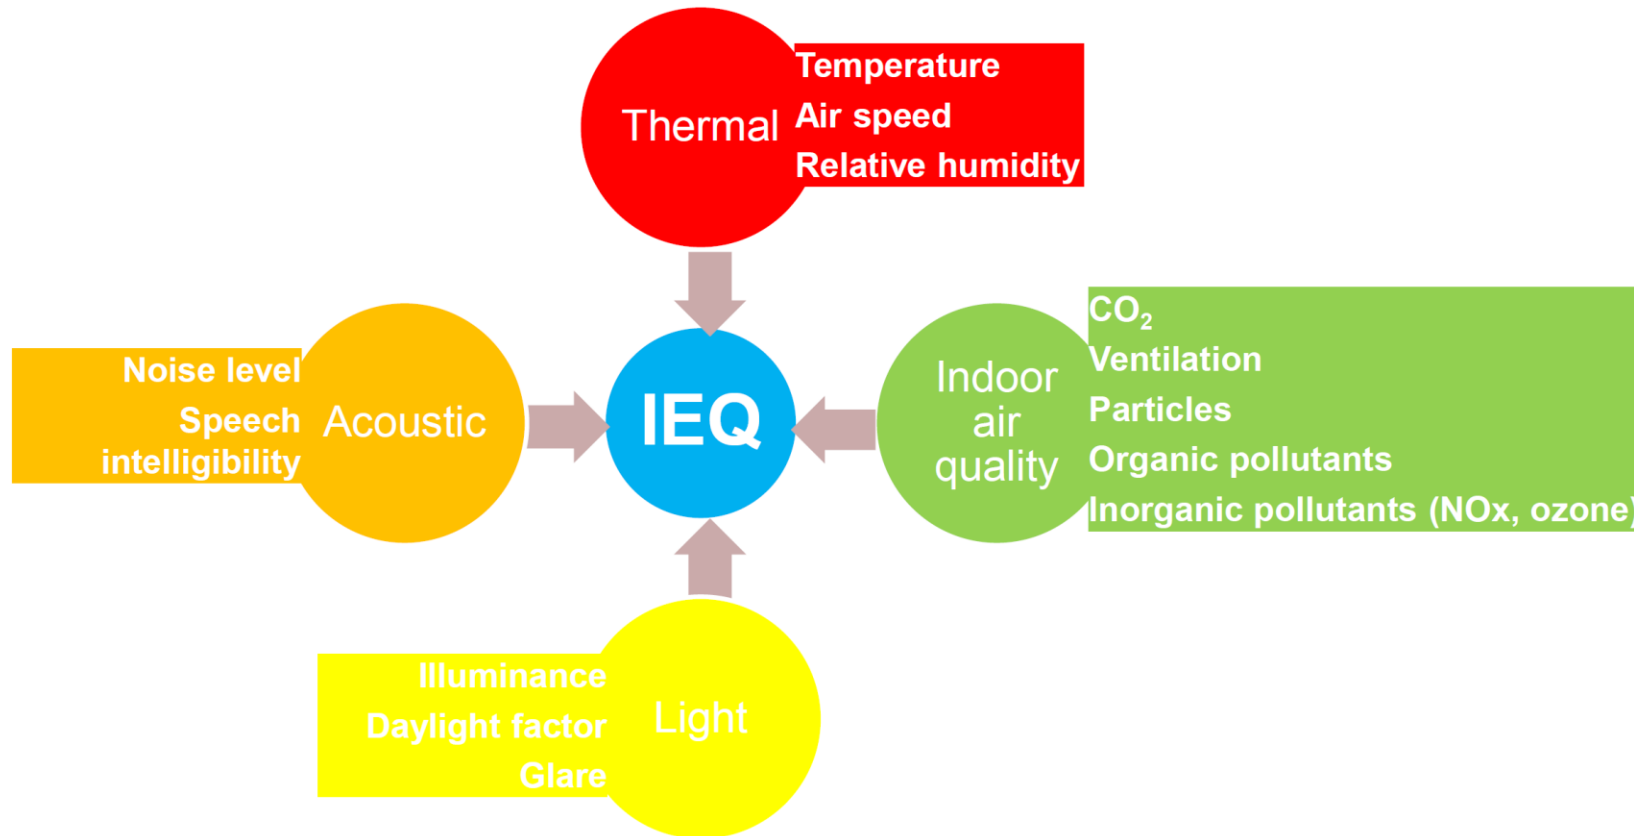 Thermal
Temperature
Air speed
Relative humidity
Noise level
Speech
intelligibility
Acoustic
IEQ
Indoor
air
quality
CO₂
Ventilation
Particles
Organic pollutants
Inorganic pollutants (NOx, ozone)
Illuminance
Daylight factor
Glare
Light